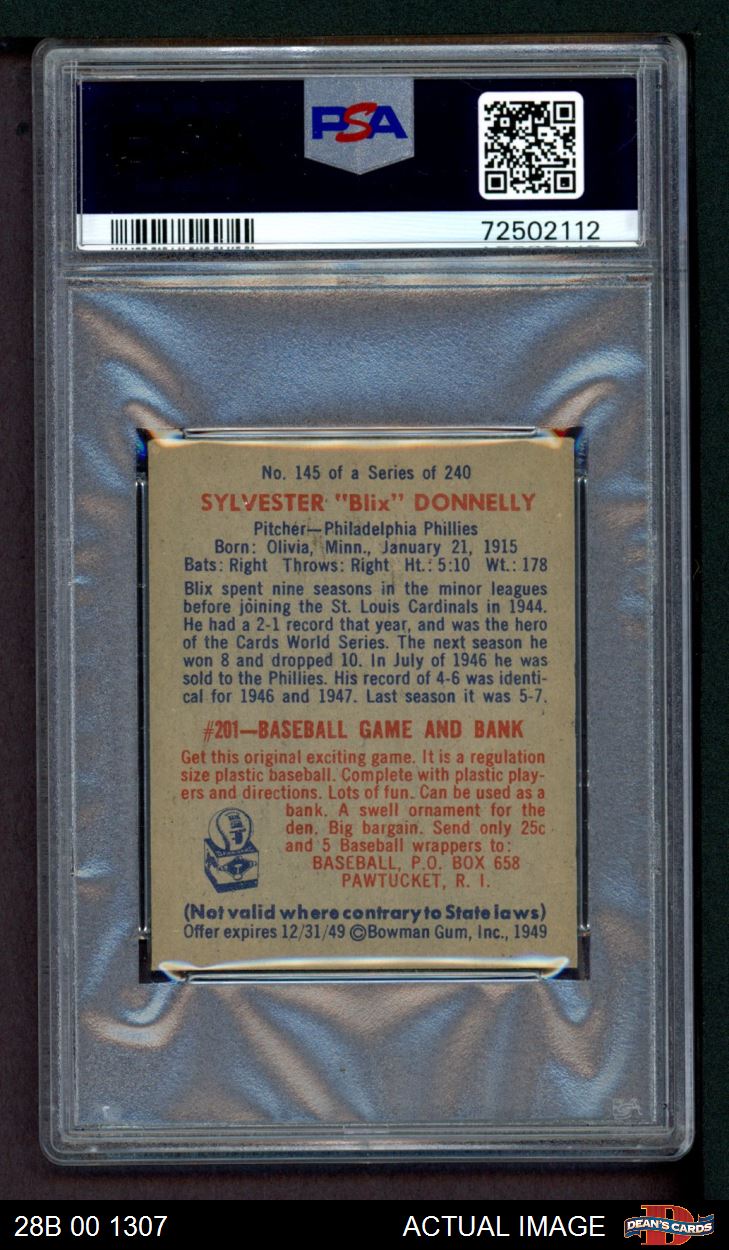 PSA
72502112
No. 145 of a Series of 240
SYLVESTER "Blix" DONNELLY
Pitcher—Philadelphia Phillies
Born: Olivia, Minn., January 21, 1915
Bats: Right Throws: Right Ht.: 5:10 Wt.: 178
Blix spent nine seasons in the minor leagues
before joining the St. Louis Cardinals in 1944.
He had a 2-1 record that year, and was the hero
of the Cards World Series. The next season he
won 8 and dropped 10. In July of 1946 he was
sold to the Phillies. His record of 4-6 was identi-
cal for 1946 and 1947. Last season it was 5-7.
#201—BASEBALL GAME AND BANK
Get this original exciting game. It is a regulation
size plastic baseball. Complete with plastic play-
ers and directions. Lots of fun. Can be used as a
bank. A swell ornament for the
den. Big bargain. Send only 25c
and 5 Baseball wrappers to:
BASEBALL, P.O. BOX 658
PAWTUCKET, R. I.
(Not valid where contrary to State laws)
Offer expires 12/31/49 ©Bowman Gum, Inc., 1949
28B 00 1307
ACTUAL IMAGE
DEAN'S CARDS